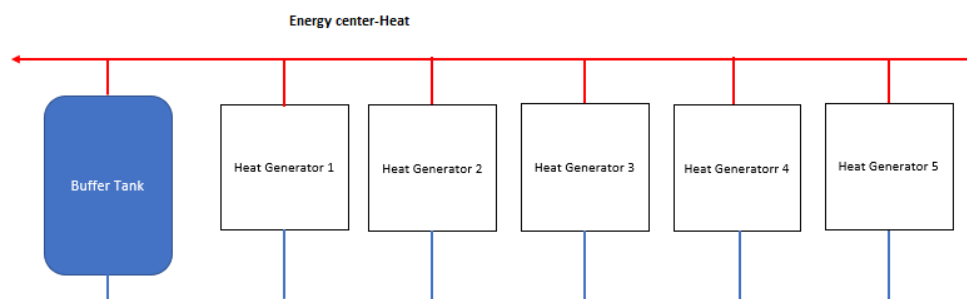 Energy center-Heat
Buffer Tank
Heat Generator 1
Heat Generator 2
Heat Generator 3
Heat Generatorr 4
Heat Generator 5